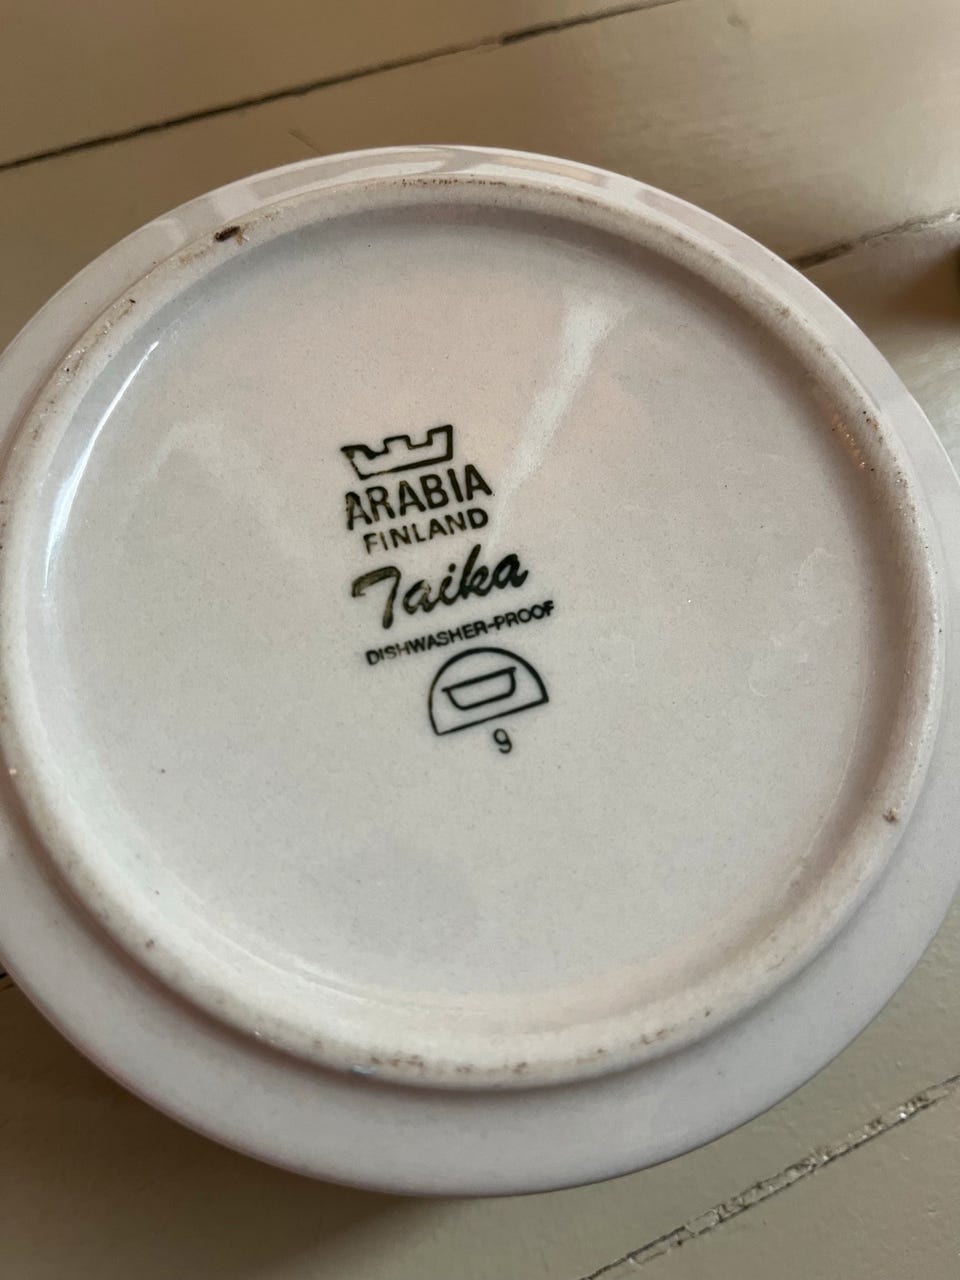 ARABIA
FINLAND
Taika
DISHWASHER-PROOF
9